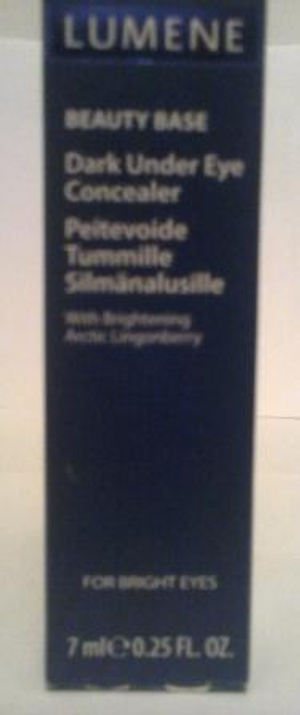 LUMENE
BEAUTY BASE
Dark Under Eye
Concealer
Peitevoide
Tummille
Silmänalusille
With Brightening
Arctic Lingonberry
FOR BRIGHT EYES
7 ml ℮ 0.25 FL. OZ.